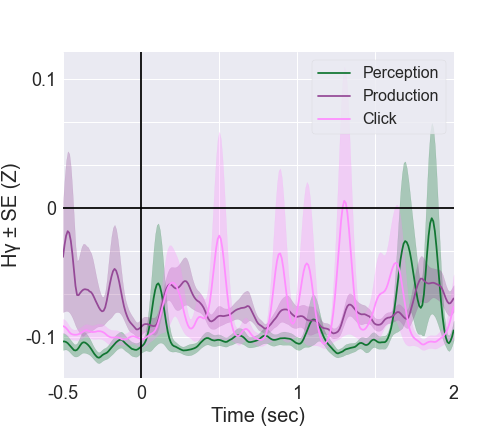 Hγ ± SE (Z)
0.1
0
-0.1
Perception
Production
Click
-0.5
0
1
2
Time (sec)